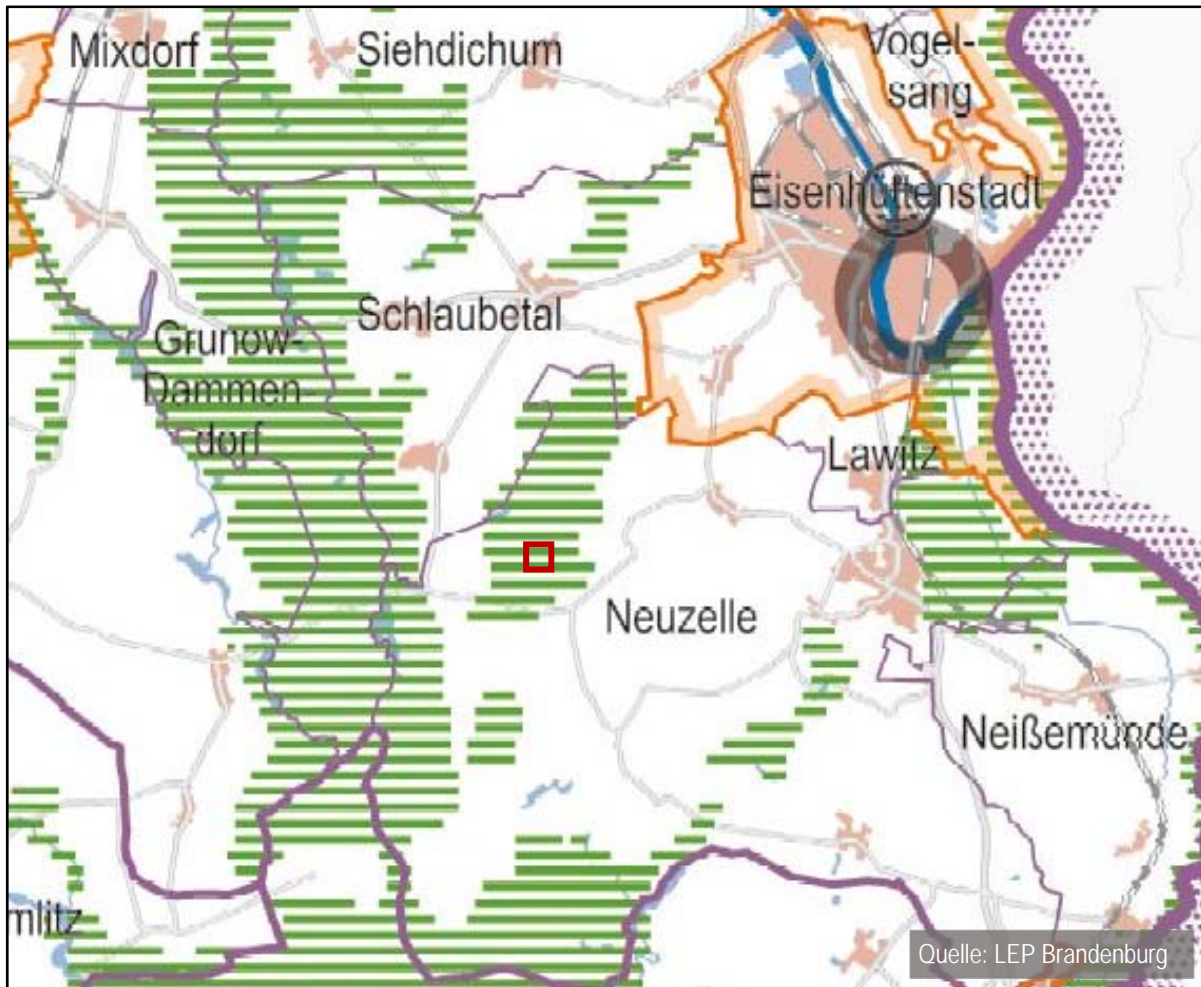 Mixdorf
Siehdichum
Vogel-
sang
Eisenhüttenstadt
Schlaubetal
Grunow-
Dammen-
dorf
Lawitz
Neuzelle
Neißemünde
mlitz
Quelle: LEP Brandenburg